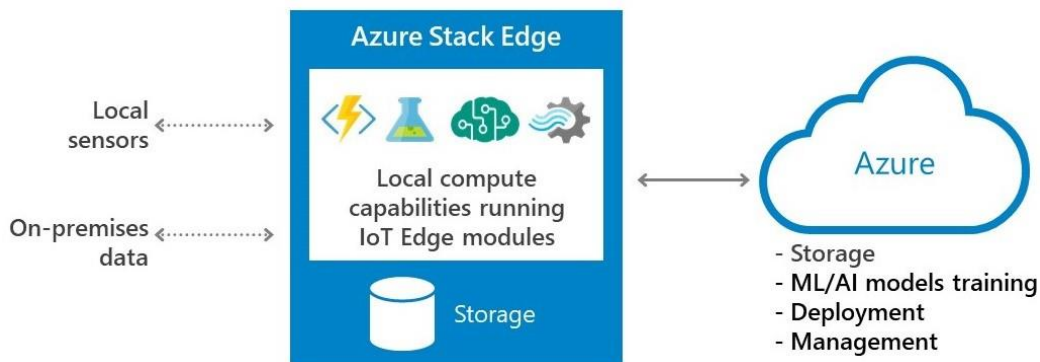 Azure Stack Edge
Local
sensors
On-premises
data
Local compute
capabilities running
IoT Edge modules
Storage
Azure
- Storage
- ML/AI models training
- Deployment
- Management